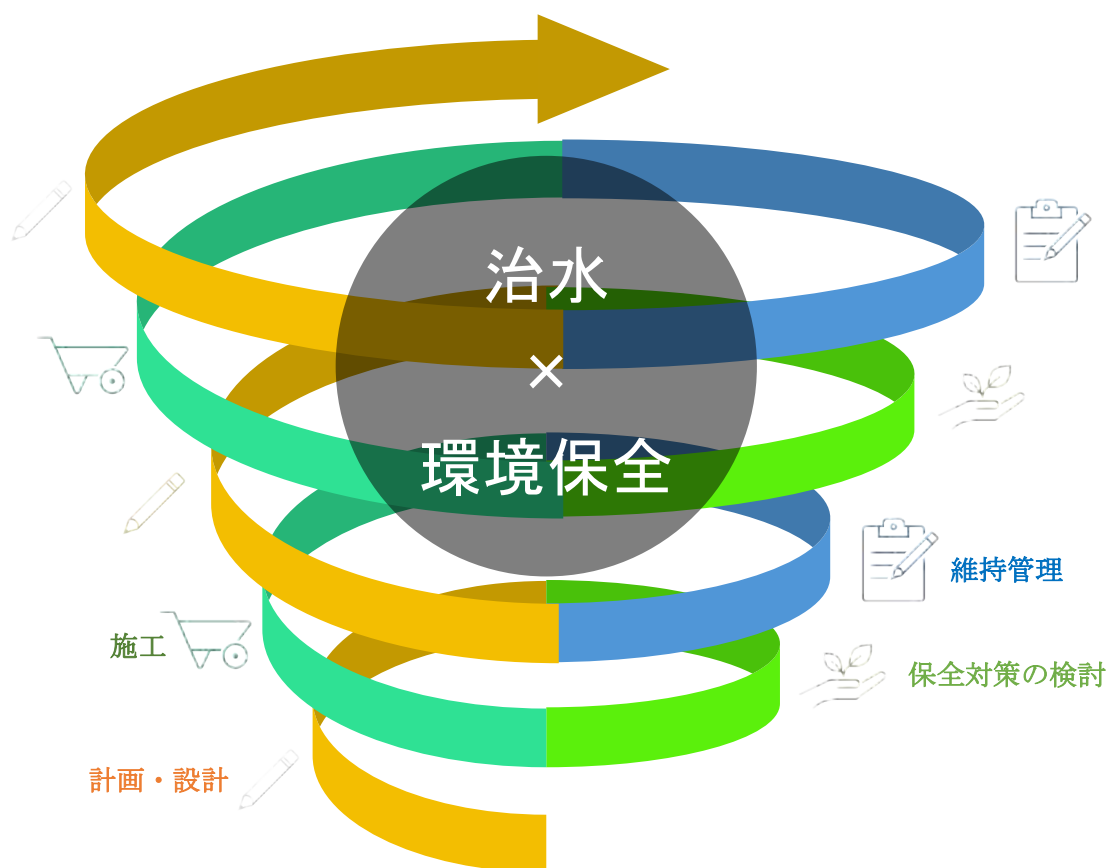 治水
×
環境保全
維持管理
施工
保全対策の検討
計画・設計